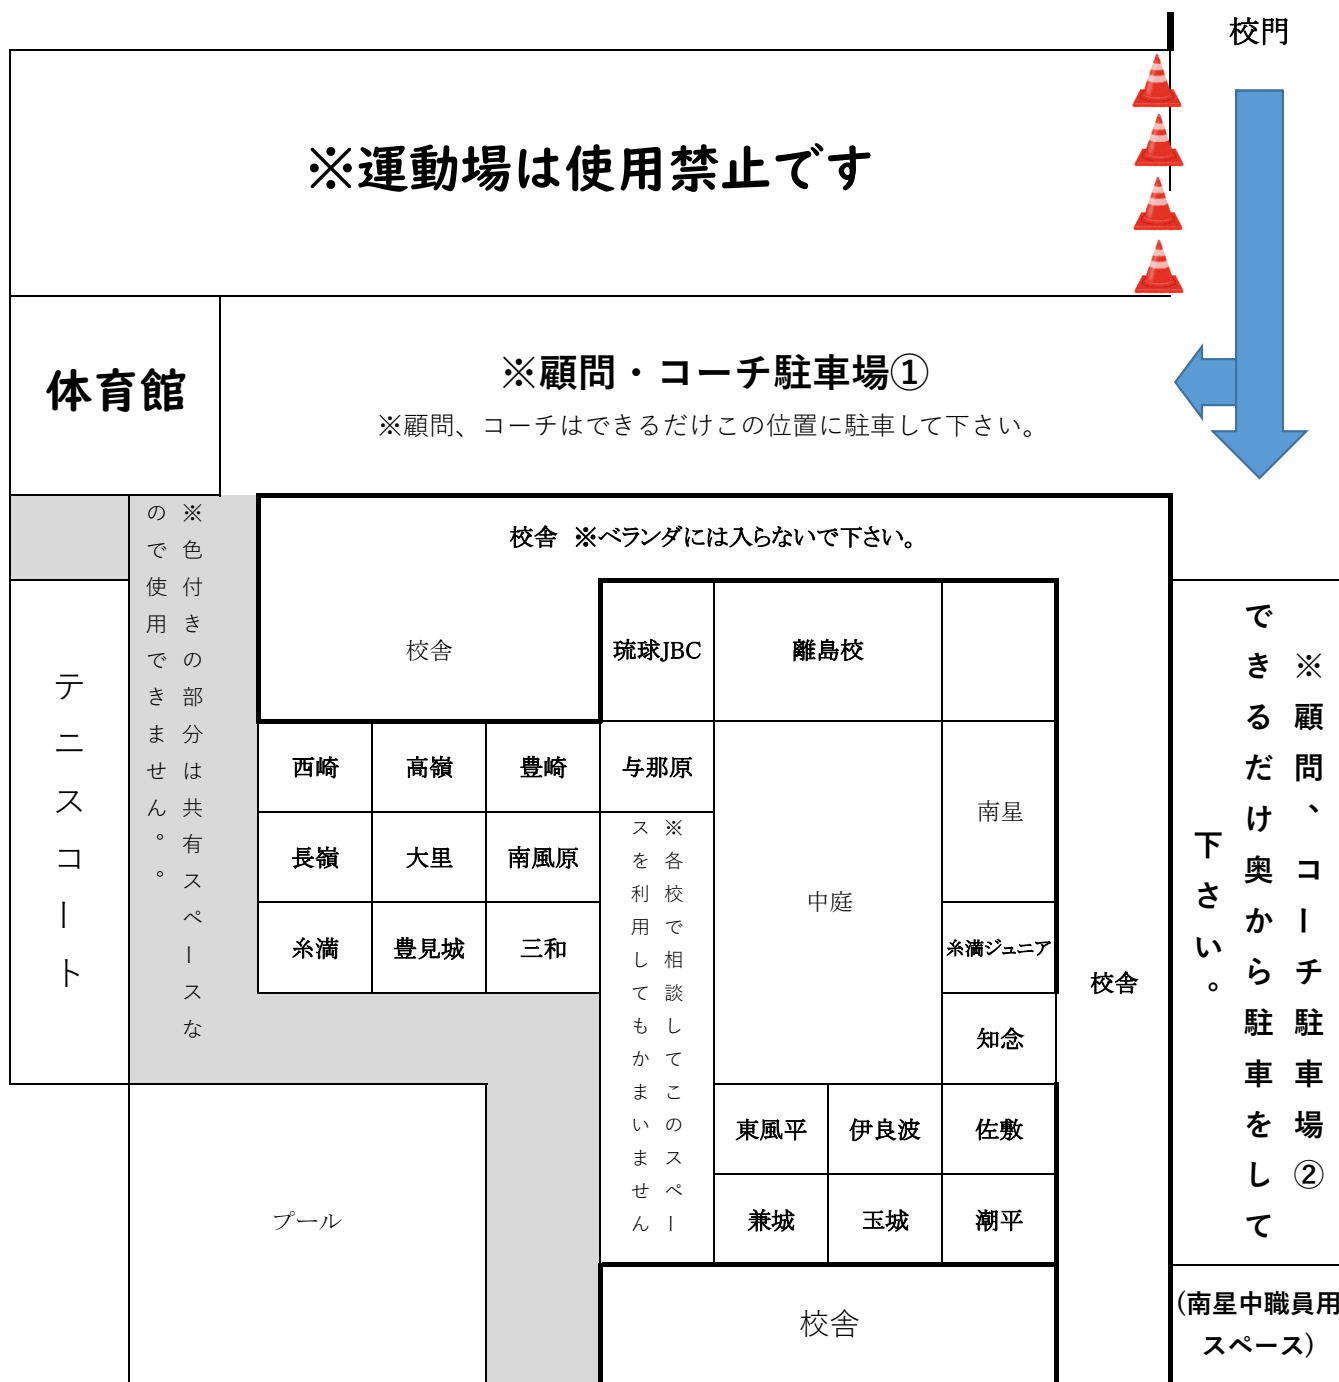 校門
※運動場は使用禁止です
体育館
※顧問・コーチ駐車場①
※顧問、コーチはできるだけこの位置に駐車して下さい。
※色付きの部分は共有スペースな
ので使用できません。。
校舎 ※ベランダには入らないで下さい。
校舎
琉球JBC
離島校
テニスコート
西崎
高嶺
豊崎
与那原
南星
長嶺
大里
南風原
※各校で相談してこのスペー
スを利用してもかまいません
中庭
糸満
豊見城
三和
糸満ジュニア
校舎
知念
東風平
伊良波
佐敷
兼城
玉城
潮平
プール
校舎
※顧問、コーチ駐車場②
できるだけ奥から駐車をして
下さい。
(南星中職員用
スペース)